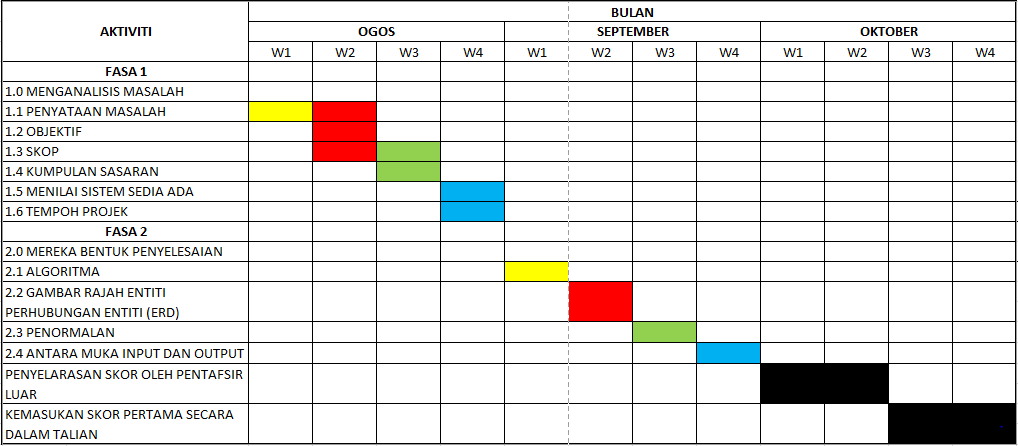 AKTIVITI
BULAN
OGOS SEPTEMBER OKTOBER
W1 W2 W3 W4 W1 W2 W3 W4 W1 W2 W3 W4
FASA 1
1.0 MENGANALISIS MASALAH
1.1 PENYATAAN MASALAH
1.2 OBJEKTIF
1.3 SKOP
1.4 KUMPULAN SASARAN
1.5 MENILAI SISTEM SEDIA ADA
1.6 TEMPOH PROJEK
FASA 2
2.0 MEREKA BENTUK PENYELESAIAN
2.1 ALGORITMA
2.2 GAMBAR RAJAH ENTITI
PERHUBUNGAN ENTITI (ERD)
2.3 PENORMALAN
2.4 ANTARA MUKA INPUT DAN OUTPUT
PENYELARASAN SKOR OLEH PENTAFSIR
LUAR
KEMASUKAN SKOR PERTAMA SECARA
DALAM TALIAN